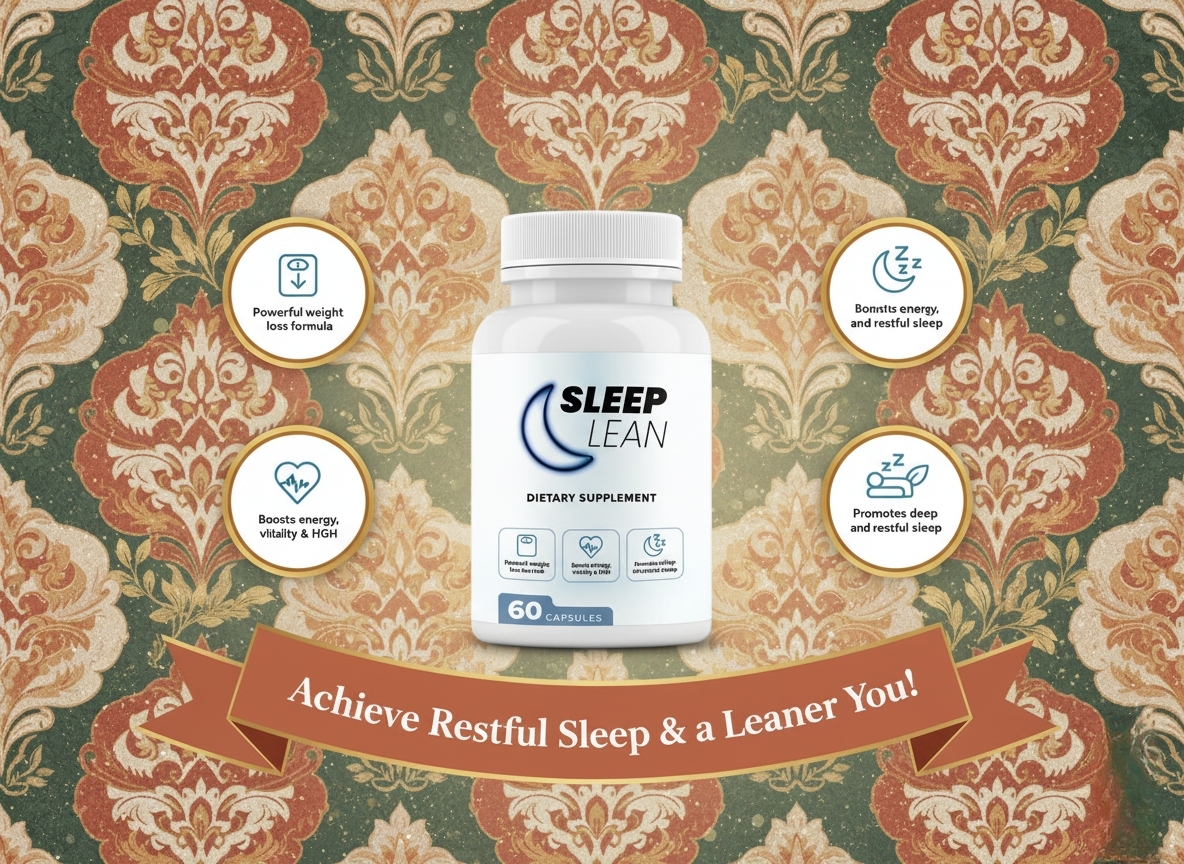 Powerful weight
loss formula
and restful sleep
Boosts energy,
vlitality & HGH
Promotes deep
and restful sleep
SLEEP
LEAN
DIETARY SUPPLEMENT
60 CAPSULES
Achieve Restful Sleep & a Leaner You!